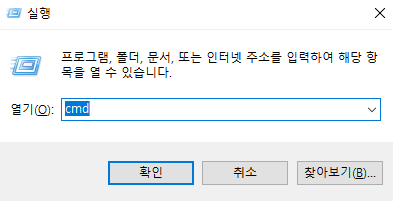 실행
프로그램, 폴더, 문서, 또는 인터넷 주소를 입력하여 해당 항
목을 열 수 있습니다.
열기(O): cmd
확인 취소 찾아보기(B)...